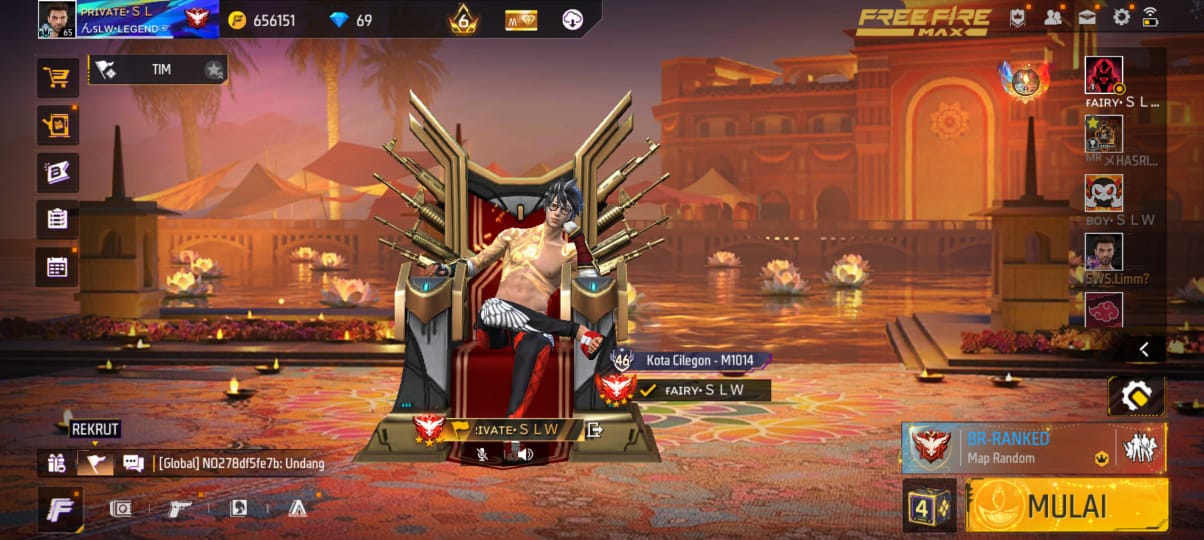 PRIVATE• S L
SLW•LEGEND
65
656151
69
6
M
FREE FIRE
MAX
TIM
FAIRY• S L ...
MR メHASRI...
BOY• S L W
SWS.Limm?
46 Kota Cilegon - M1014
FAIRY• S L W
IVATE• S L W
REKRUT
[Global] N0278df5fe7b: Undang
BR-RANKED
Map Random
4
MULAI